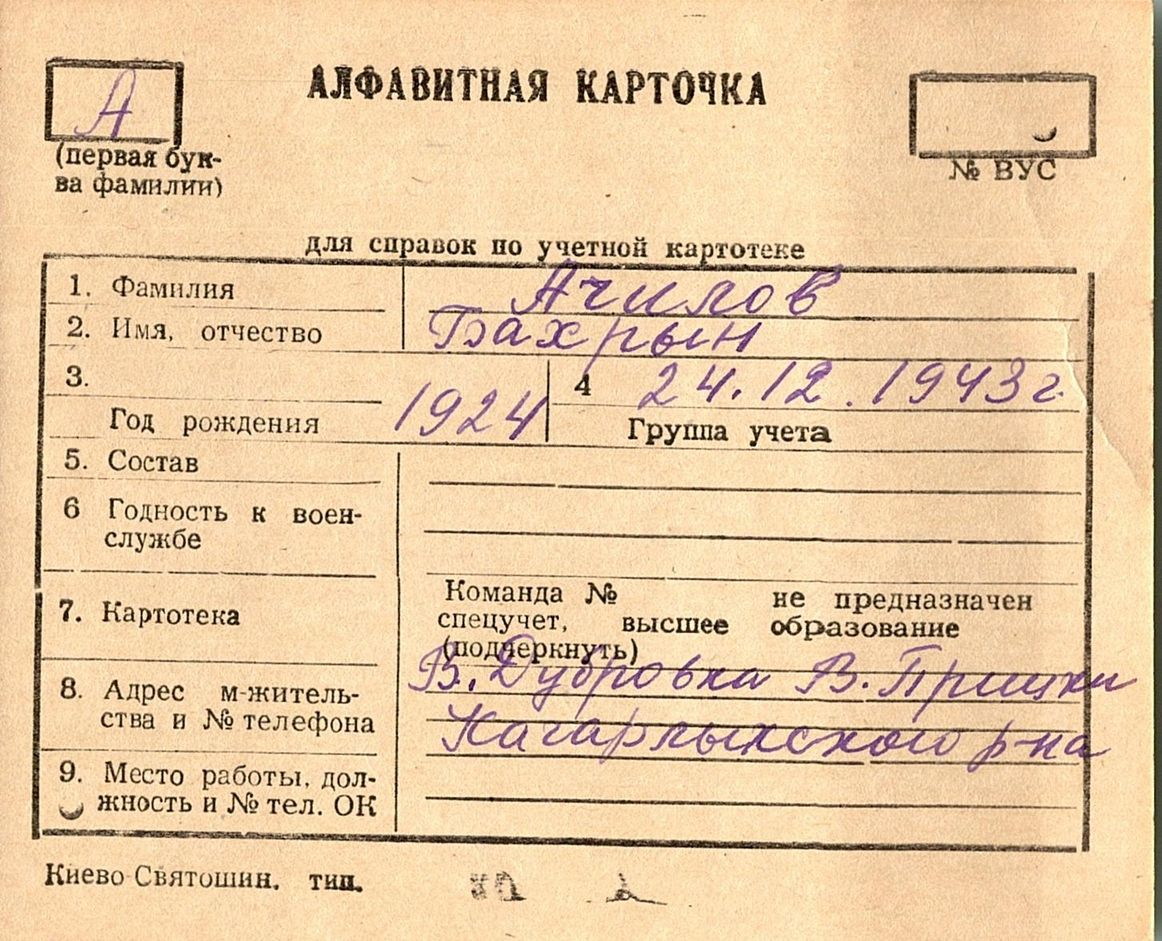 А
АЛФАВИТНАЯ КАРТОЧКА
(первая бук-
ва фамилии)
№ ВУС
для справок по учетной картотеке
1. Фамилия Ачилов
2. Имя, отчество Бахрын
3.
Год рождения 1924
4 24.12.1943г.
Группа учета
5. Состав
6 Годность к воен-
службе
7. Картотека
Команда № не предназначен
спецучет, высшее образование
(подчеркнуть)
8. Адрес м-житель-
ства и № телефона
В. Дубровка В. Прицки
Кагарлыкского р-на
9. Место работы, дол-
жность и № тел. ОК
Киево-Святошин. тип.